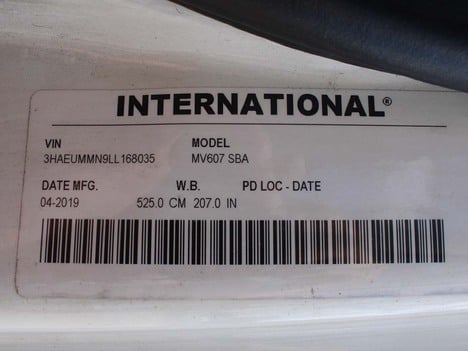 INTERNATIONAL®
VIN MODEL
3HAEUMMN9LL168035 MV607 SBA
DATE MFG. W.B. PD LOC - DATE
04-2019 525.0 CM 207.0 IN